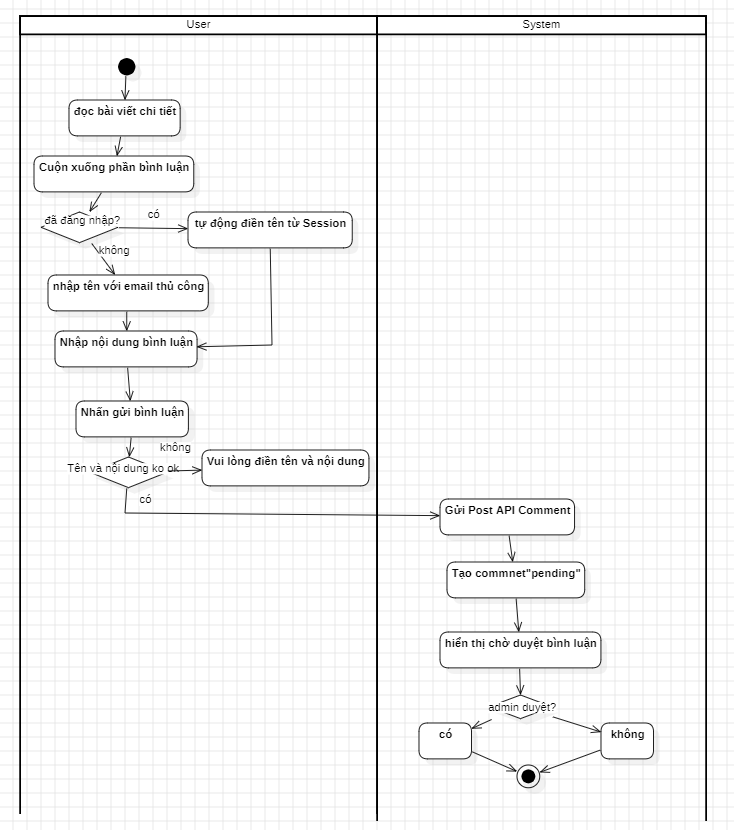 User
System
đọc bài viết chi tiết
Cuộn xuống phần bình luận
đã đăng nhập?
có
tự động điền tên từ Session
không
nhập tên với email thủ công
Nhập nội dung bình luận
Nhấn gửi bình luận
không
Tên và nội dung ko ok
Vui lòng điền tên và nội dung
có
Gửi Post API Comment
Tạo commnet"pending"
hiển thị chờ duyệt bình luận
admin duyệt?
có
không